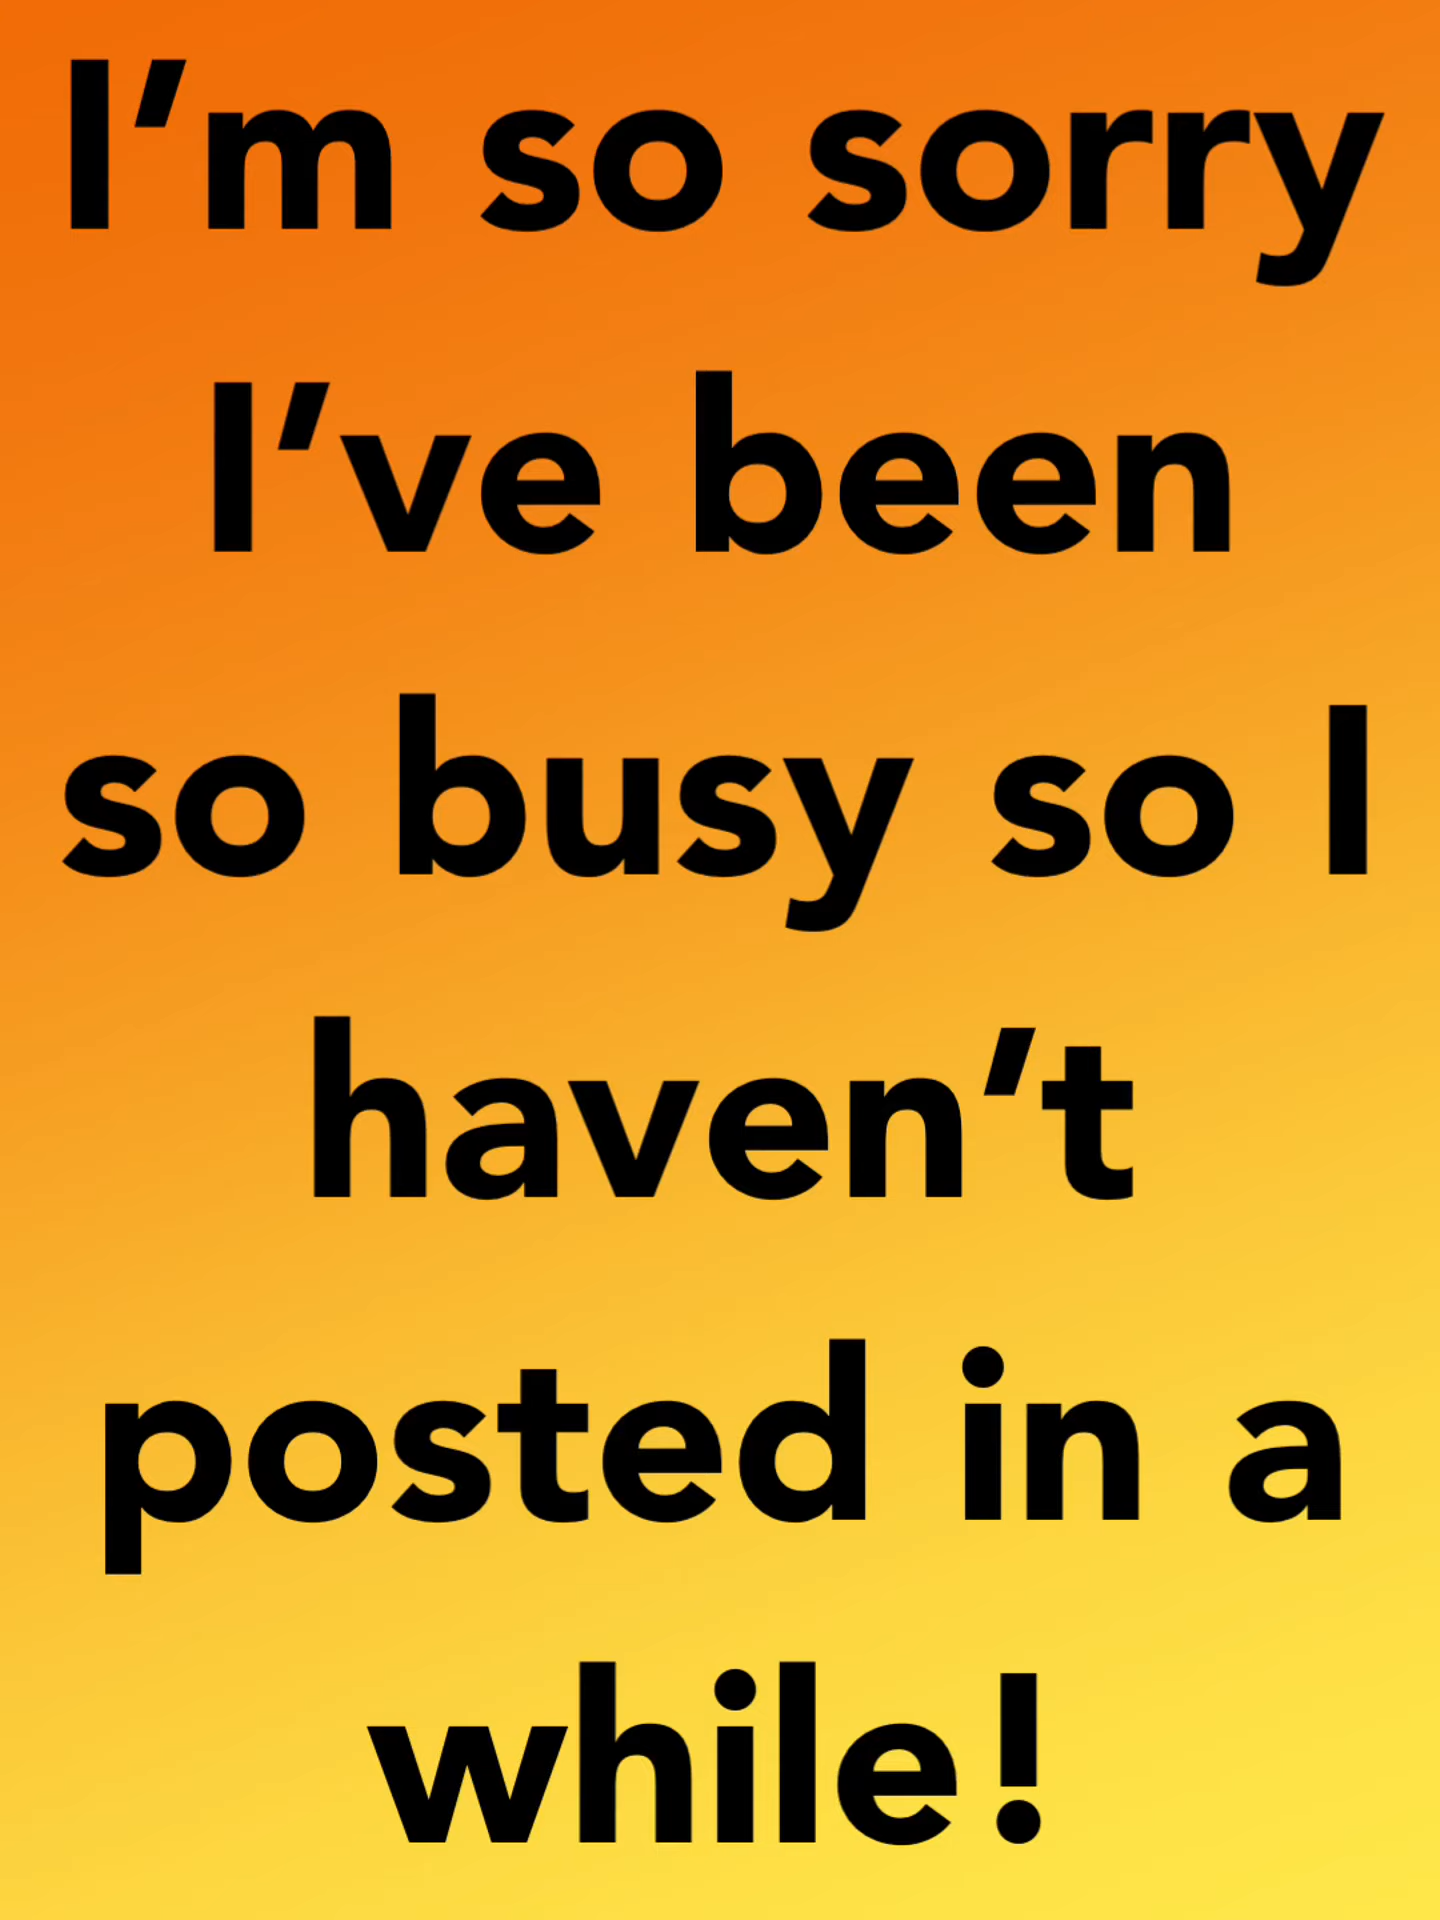 I’m so sorry
I’ve been
so busy so I
haven’t
posted in a
while!